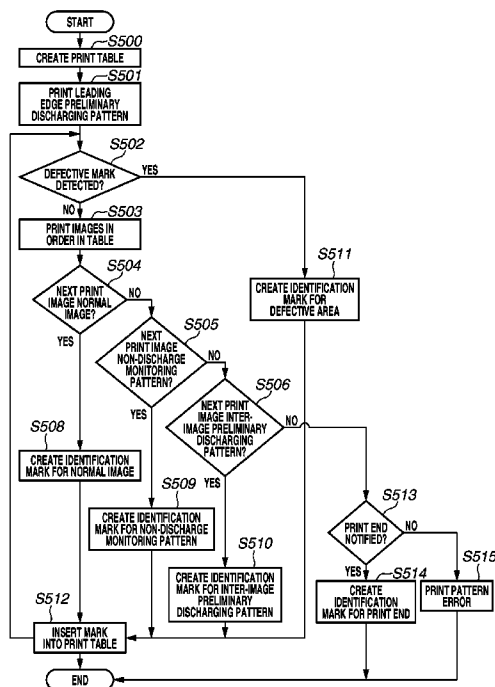 START
S500
CREATE PRINT TABLE
S501
PRINT LEADING
EDGE PRELIMINARY
DISCHARGING PATTERN
S502
DEFECTIVE MARK
DETECTED?
YES
NO
S503
PRINT IMAGES IN
ORDER IN TABLE
S511
CREATE IDENTIFICATION
MARK FOR
DEFECTIVE AREA
S504
NEXT PRINT
IMAGE NORMAL
IMAGE?
NO
YES
S505
NEXT
PRINT IMAGE
NON-DISCHARGE
MONITORING
PATTERN?
NO
YES
S506
NEXT PRINT
IMAGE INTER-
IMAGE PRELIMINARY
DISCHARGING
PATTERN?
NO
YES
S508
CREATE IDENTIFICATION
MARK FOR NORMAL IMAGE
S509
CREATE IDENTIFICATION
MARK FOR NON-DISCHARGE
MONITORING PATTERN
S510
CREATE IDENTIFICATION
MARK FOR INTER-IMAGE
PRELIMINARY
DISCHARGING PATTERN
S513
PRINT END
NOTIFIED?
NO
YES
S514
CREATE
IDENTIFICATION
MARK FOR PRINT END
S515
PRINT PATTERN
ERROR
S512
INSERT MARK
INTO PRINT TABLE
END